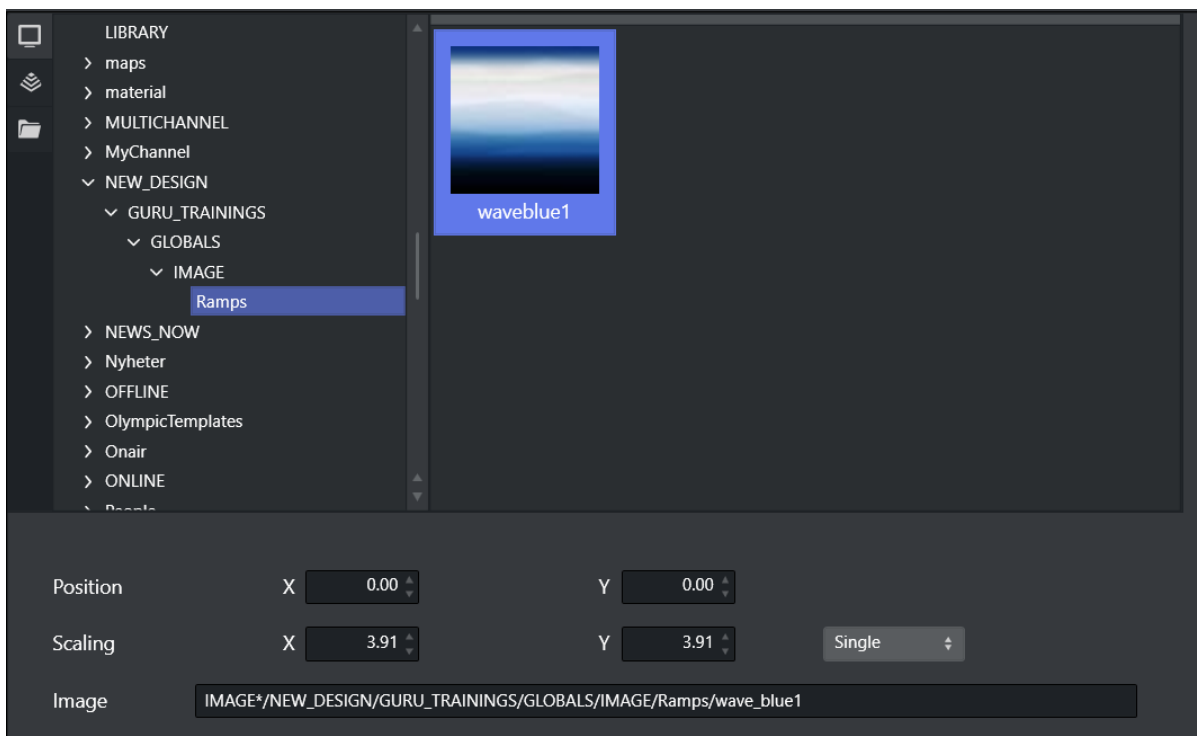 LIBRARY
maps
material
MULTICHANNEL
MyChannel
NEW_DESIGN
GURU_TRAININGS
GLOBALS
IMAGE
Ramps
NEWS_NOW
Nyheter
OFFLINE
OlympicTemplates
Onair
ONLINE
People
waveblue1
Position X 0.00 Y 0.00
Scaling X 3.91 Y 3.91 Single
Image IMAGE*/NEW_DESIGN/GURU_TRAININGS/GLOBALS/IMAGE/Ramps/wave_blue1